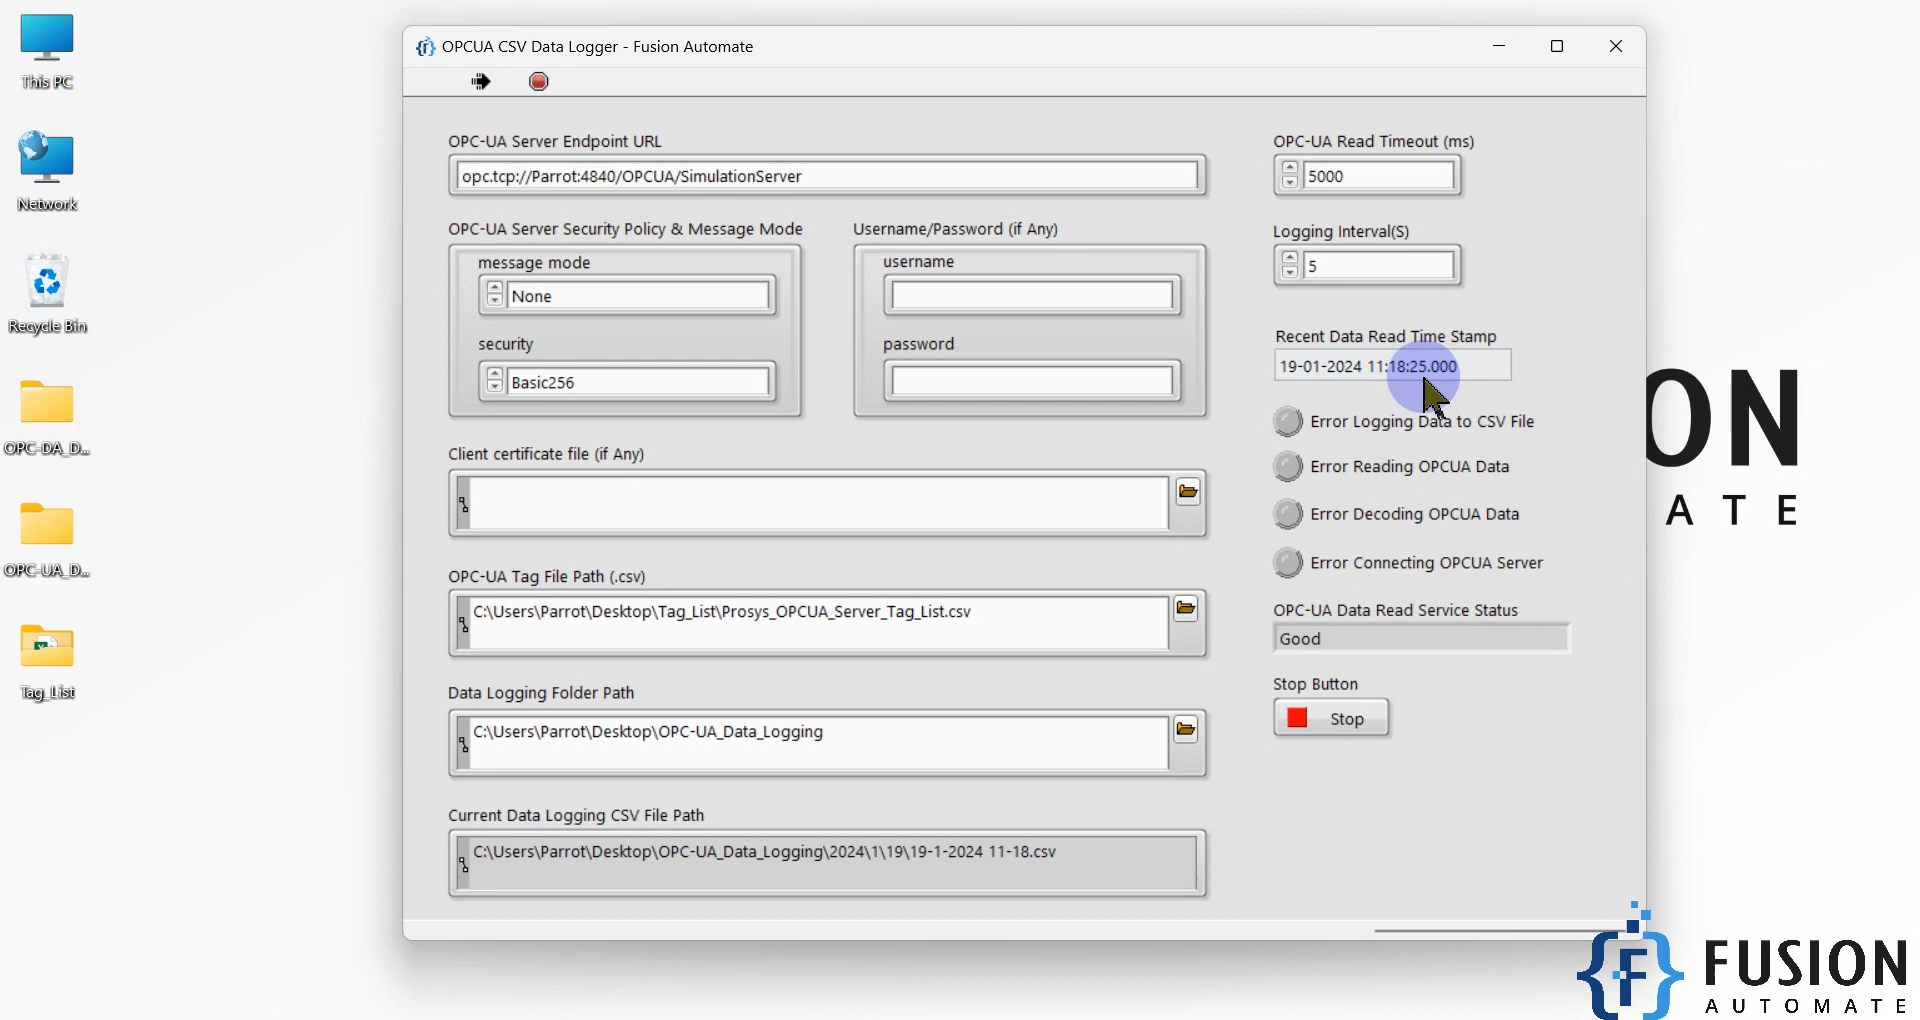 This PC
Network
Recycle Bin
OPC-DA_D...
OPC-UA_D...
Tag_List
OPCUA CSV Data Logger - Fusion Automate
OPC-UA Server Endpoint URL
opc.tcp://Parrot:4840/OPCUA/SimulationServer
OPC-UA Server Security Policy & Message Mode
message mode
None
security
Basic256
Username/Password (if Any)
username
password
Client certificate file (if Any)
OPC-UA Tag File Path (.csv)
C:\Users\Parrot\Desktop\Tag_List\Prosys_OPCUA_Server_Tag_List.csv
Data Logging Folder Path
C:\Users\Parrot\Desktop\OPC-UA_Data_Logging
Current Data Logging CSV File Path
C:\Users\Parrot\Desktop\OPC-UA_Data_Logging\2024\1\19\19-1-2024 11-18.csv
OPC-UA Read Timeout (ms)
5000
Logging Interval(S)
5
Recent Data Read Time Stamp
19-01-2024 11:18:25.000
Error Logging Data to CSV File
Error Reading OPCUA Data
Error Decoding OPCUA Data
Error Connecting OPCUA Server
OPC-UA Data Read Service Status
Good
Stop Button
Stop
ON
A T E
FUSION
AUTOMATE